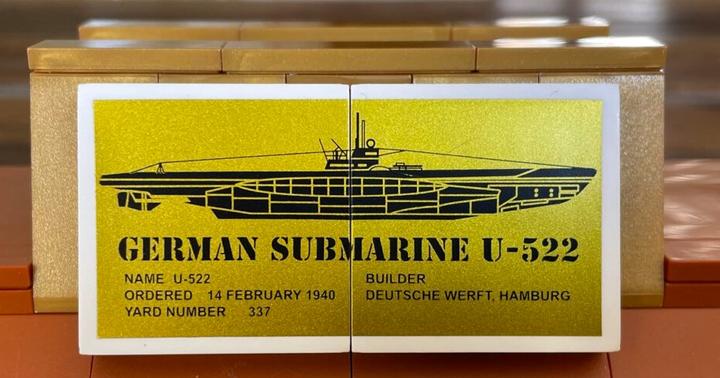 GERMAN SUBMARINE U-522
NAME U-522
ORDERED 14 FEBRUARY 1940
YARD NUMBER 337
BUILDER
DEUTSCHE WERFT, HAMBURG